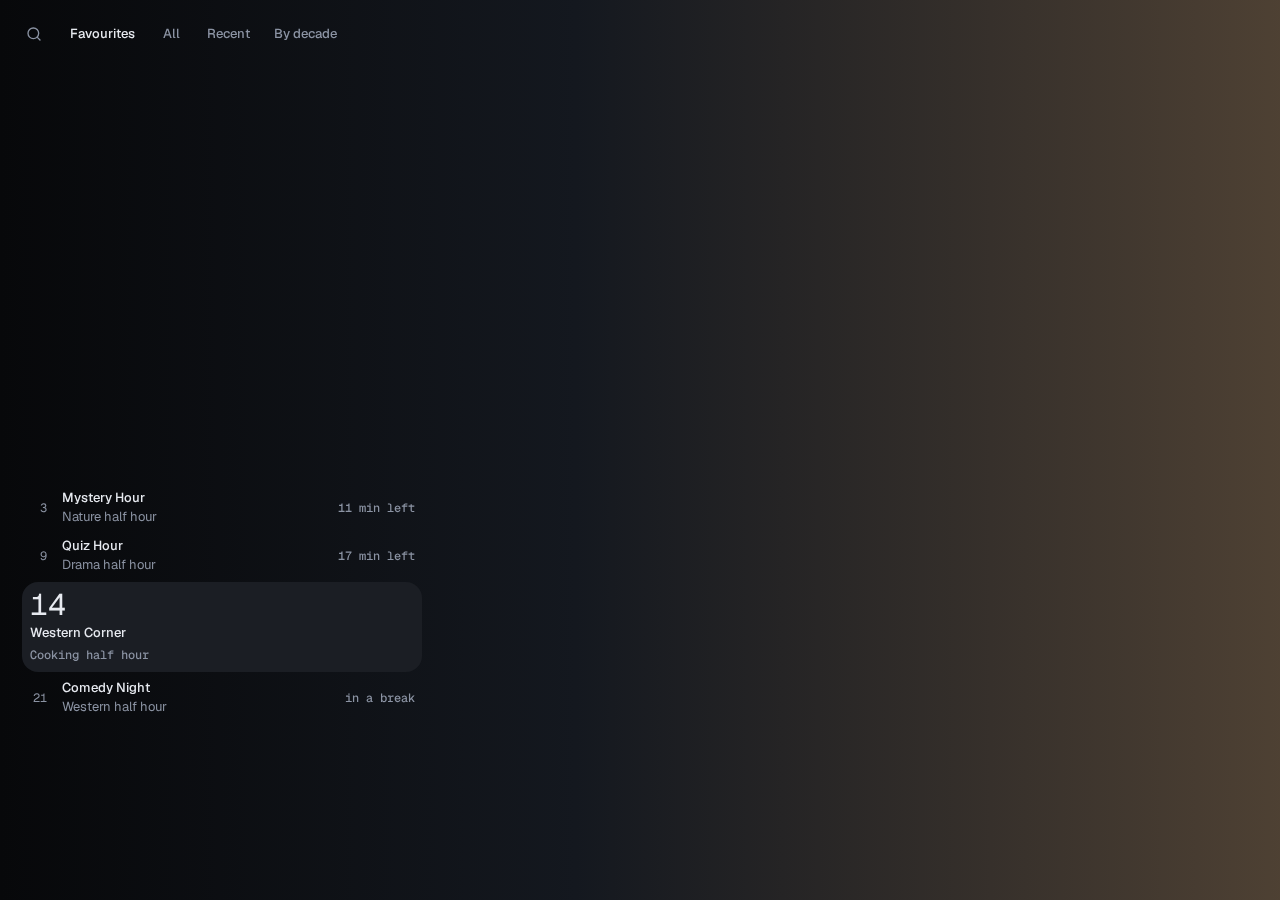 Favourites All Recent By decade
Mystery Hour
3 11 min left
Nature half hour
Quiz Hour
9 17 min left
Drama half hour
14
Western Corner
Cooking half hour
Comedy Night
21 in a break
Western half hour